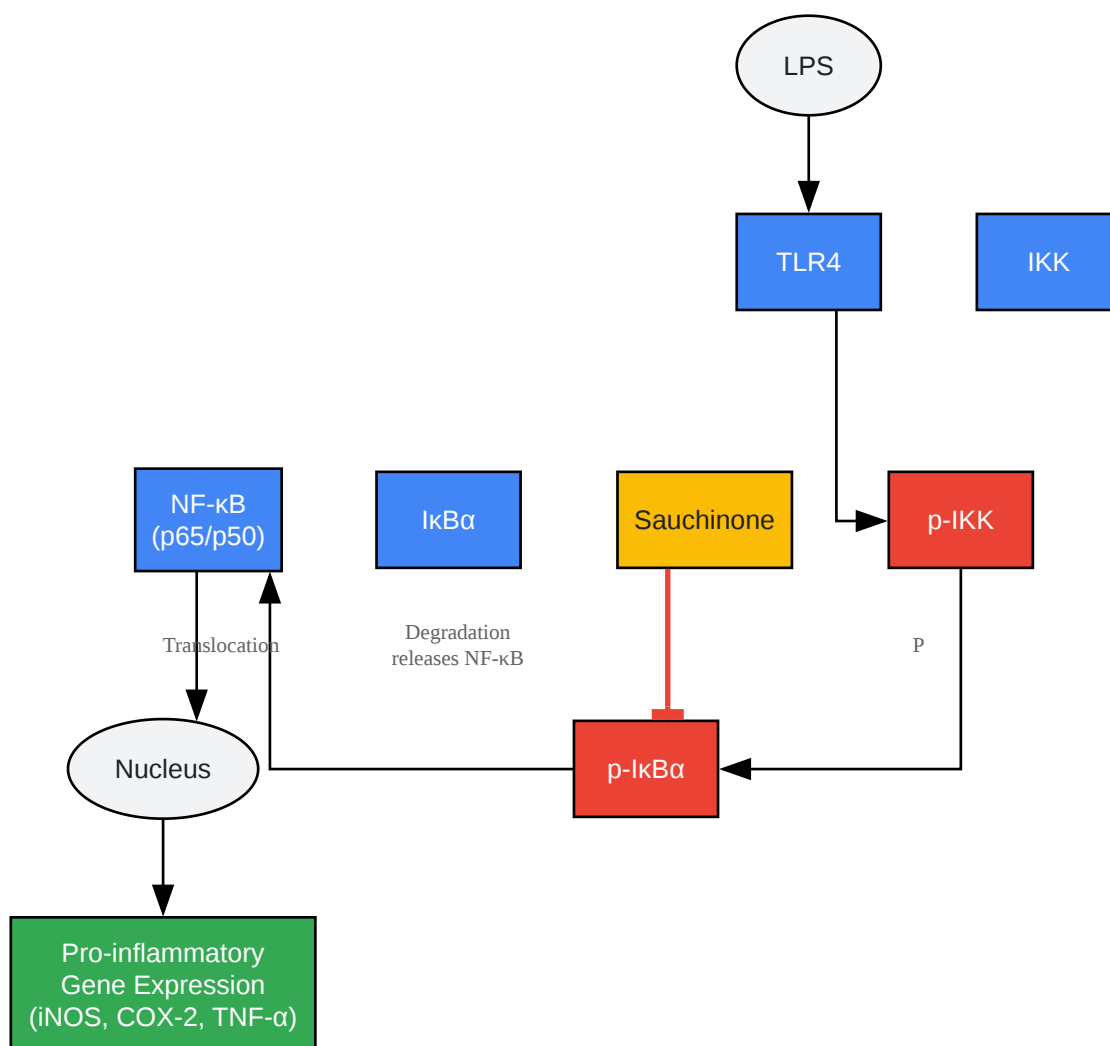 LPS
TLR4
IKK
NF-κB
(p65/p50)
IκBα
Sauchinone
p-IKK
Translocation
Degradation
releases NF-κB
P
Nucleus
p-IκBα
Pro-inflammatory
Gene Expression
(iNOS, COX-2, TNF-α)